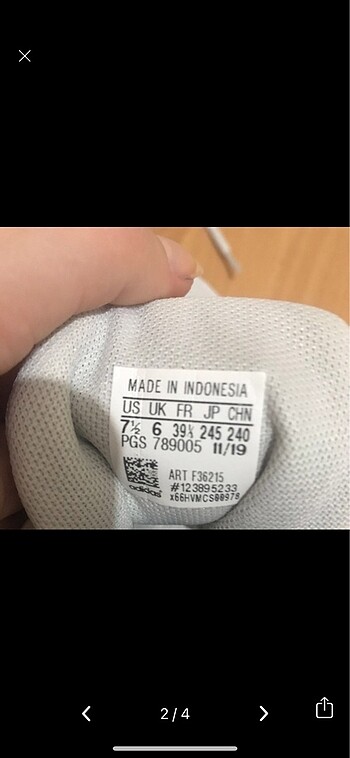 MADE IN INDONESIA
US UK FR JP CHN
7½ 6 39⅓ 245 240
PGS 789005 11/19
adidas
ART F36215
#123895233
x66HVMCS00978
2/4